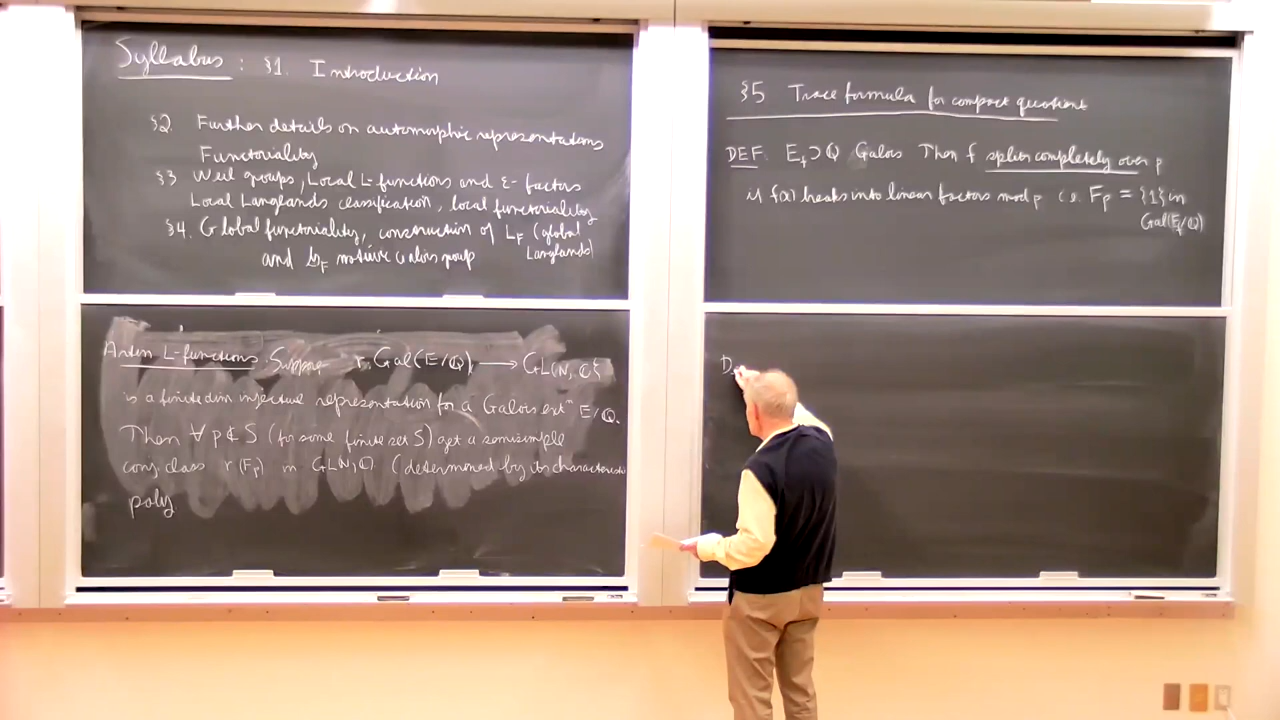 Syllabus : §1. Introduction
§2. Further details on automorphic representations
Functoriality
§3 Weil groups, Local L-functions and ε-factors
Local Langlands classification, local functoriality
§4. Global functoriality, construction of L_F (global
Langlands)
and 𝒢_F motivic Galois group
Artin L-functions. Suppose r: Gal(E/ℚ) ⟶ GL(N, ℂ)
is a finite dim injectual representation for a Galois extⁿ E/ℚ.
Then ∀ p ∉ S (for some finite set S) get a semisimple
conj class r(F_p) in GL(N,ℂ) (determined by its characteristic
poly.
§5 Trace formula for compact quotient
DEF. E_f ⊃ ℚ Galois Then f splits completely over p
if f(x) breaks into linear factors mod p i.e. F_p = {1} in
Gal(E_f/ℚ)
D